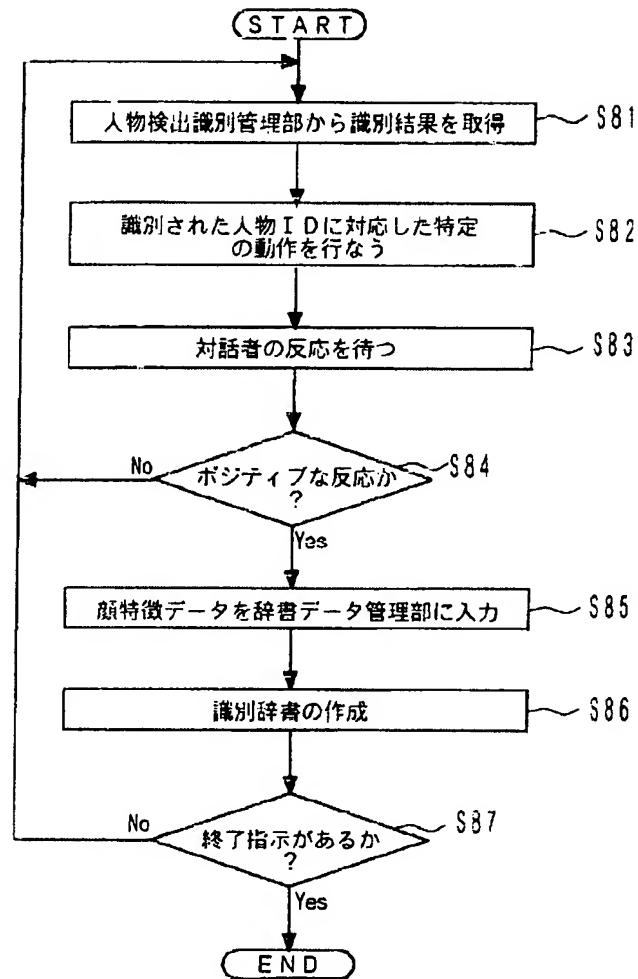 START
人物検出識別管理部から識別結果を取得
S81
識別された人物IDに対応した特定
の動作を行なう
S82
対話者の反応を待つ
S83
No
ポジティブな反応か
?
S84
Yes
顔特徴データを辞書データ管理部に入力
S85
識別辞書の作成
S86
No
終了指示があるか
?
S87
Yes
END